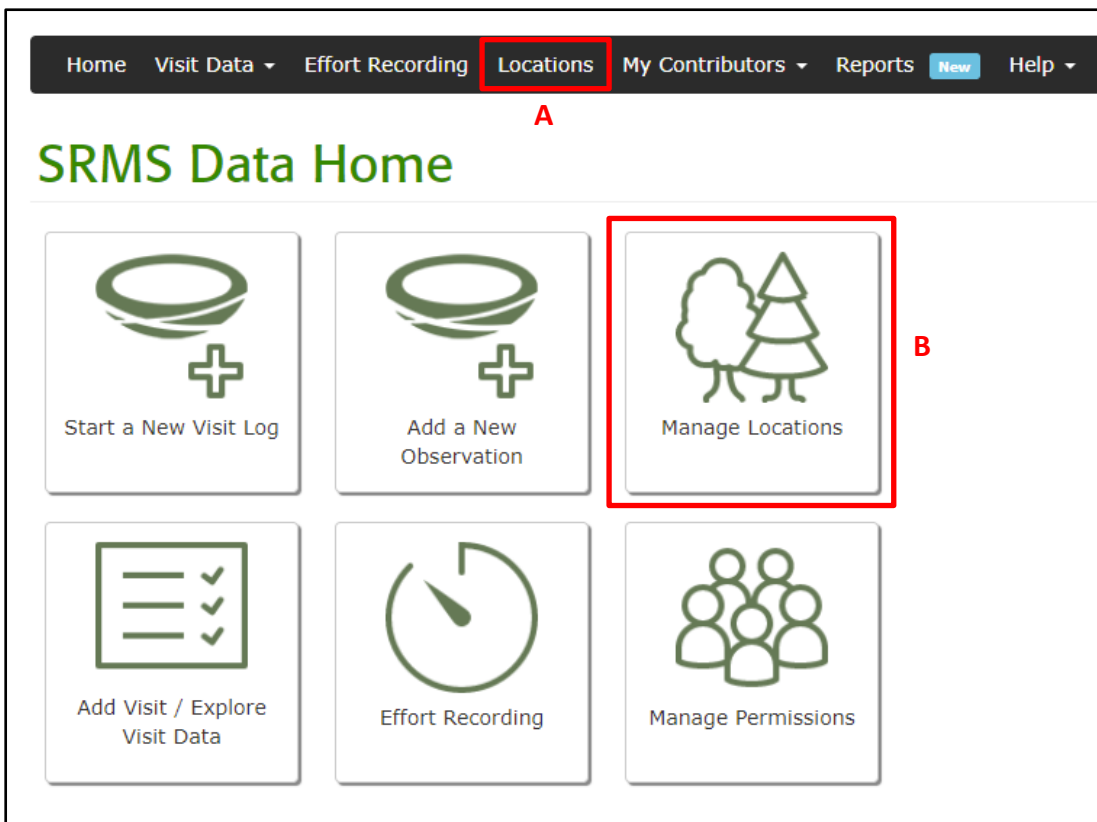 Home Visit Data Effort Recording Locations My Contributors Reports New Help
A
SRMS Data Home
Start a New Visit Log
Add a New
Observation
Manage Locations
B
Add Visit / Explore
Visit Data
Effort Recording
Manage Permissions